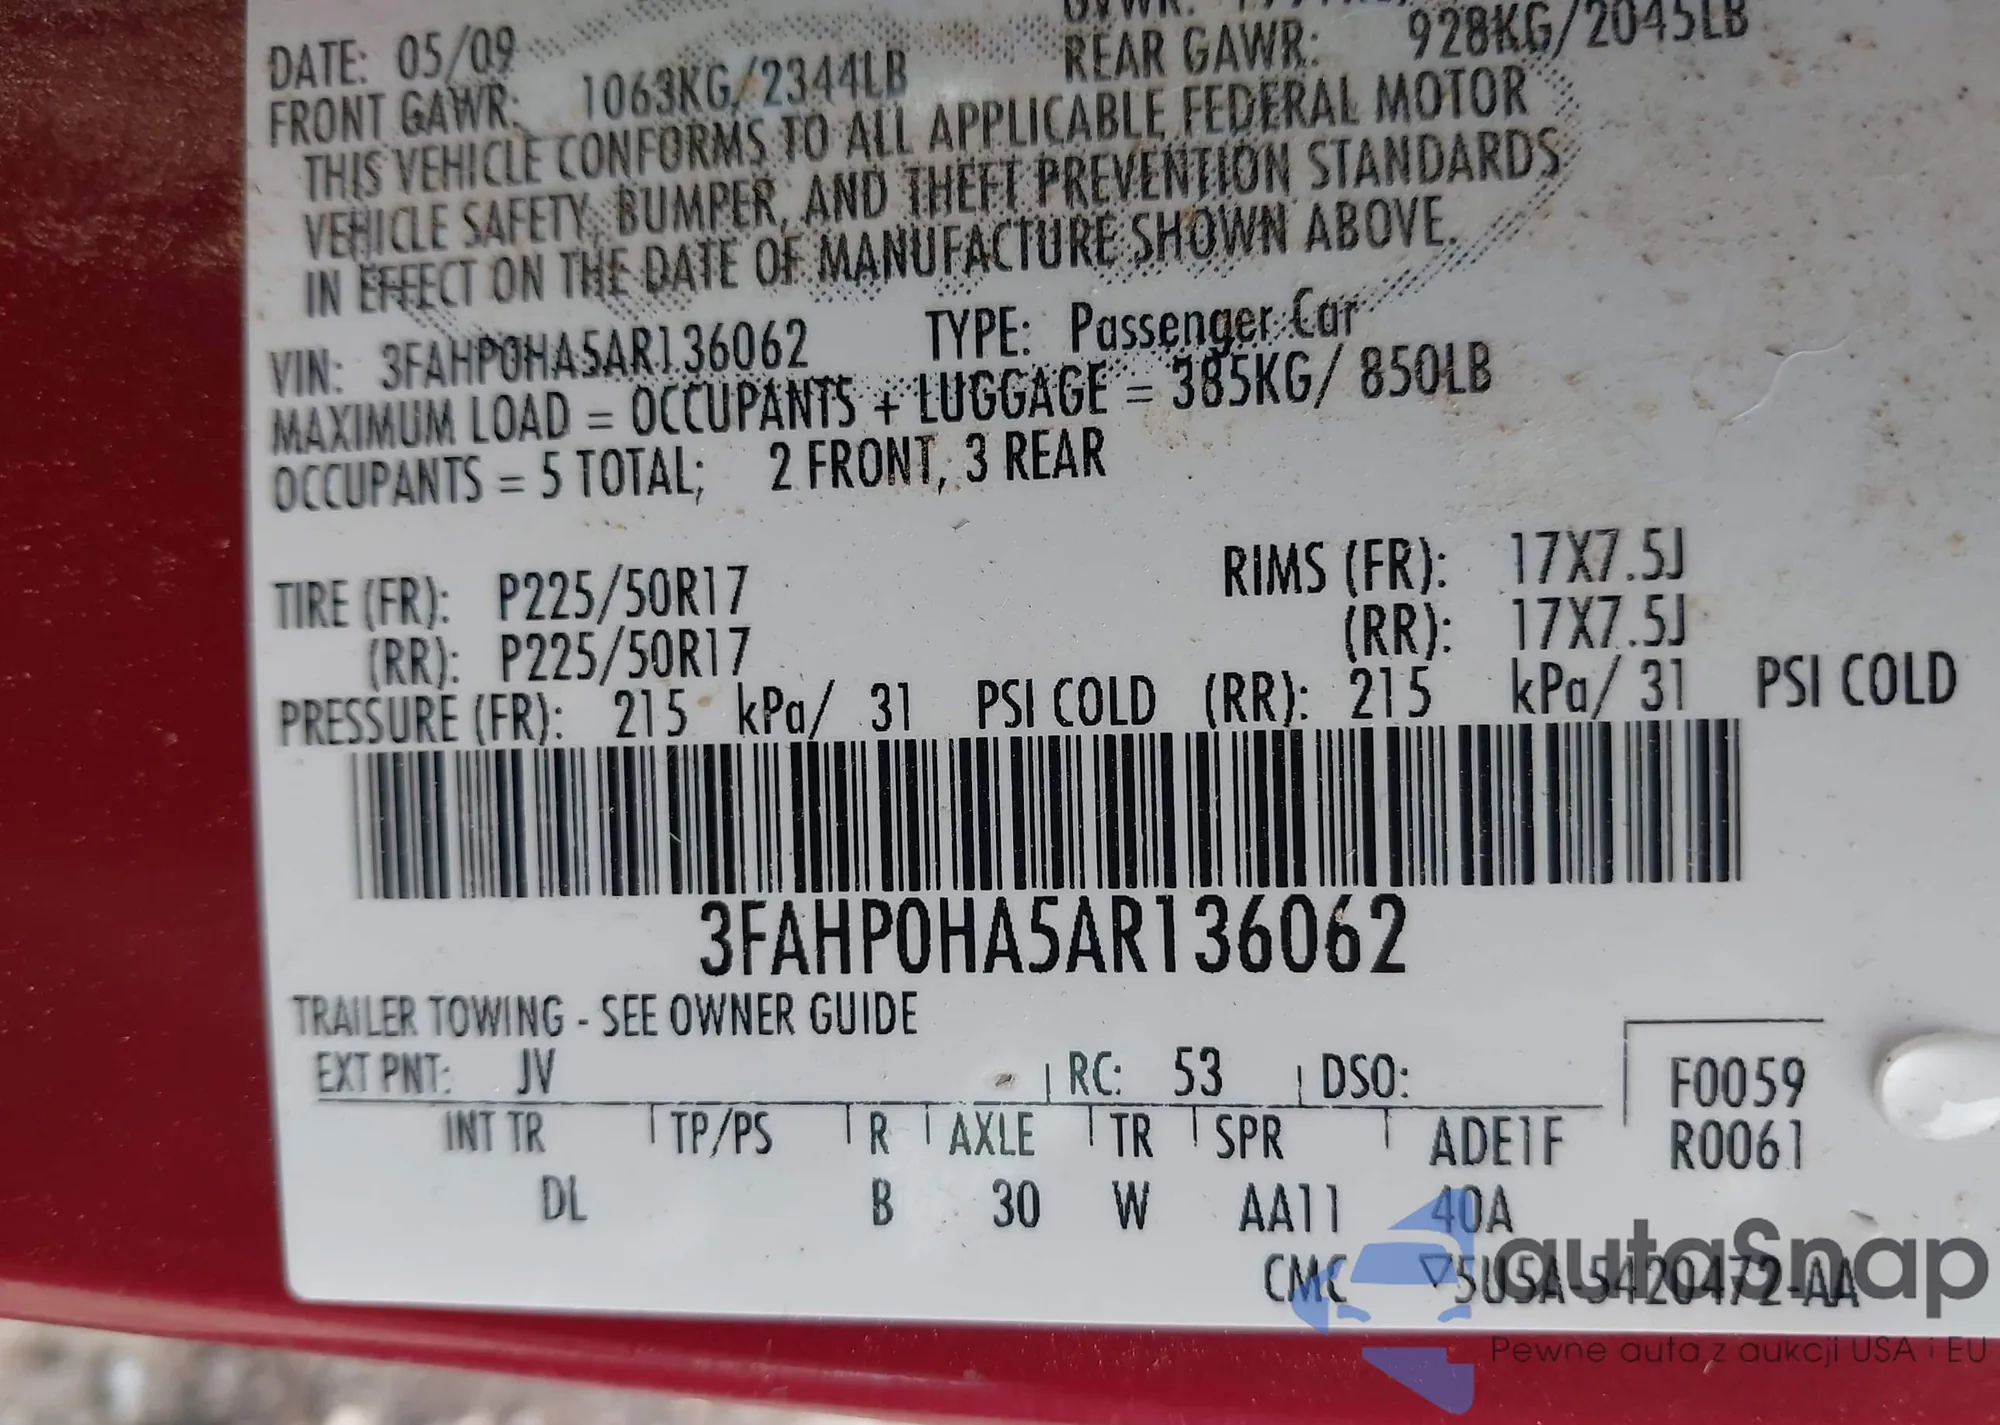 DATE: 05/09
REAR GAWR: 928KG/2045LB
FRONT GAWR: 1063KG/2344LB
THIS VEHICLE CONFORMS TO ALL APPLICABLE FEDERAL MOTOR
VEHICLE SAFETY, BUMPER, AND THEFT PREVENTION STANDARDS
IN EFFECT ON THE DATE OF MANUFACTURE SHOWN ABOVE.
VIN: 3FAHP0HA5AR136062 TYPE: Passenger Car
MAXIMUM LOAD = OCCUPANTS + LUGGAGE = 385KG/ 850LB
OCCUPANTS = 5 TOTAL; 2 FRONT, 3 REAR
TIRE (FR): P225/50R17 RIMS (FR): 17X7.5J
(RR): P225/50R17 (RR): 17X7.5J
PRESSURE (FR): 215 kPa/ 31 PSI COLD (RR): 215 kPa/ 31 PSI COLD
3FAHP0HA5AR136062
TRAILER TOWING - SEE OWNER GUIDE
EXT PNT: JV RC: 53 DSO: F0059
INT TR TP/PS R AXLE TR SPR ADE1F R0061
DL B 30 W AA11 40A
CMC ▽5U5A-5420472-AA
autoSnap
Pewne auta z aukcji USA i EU